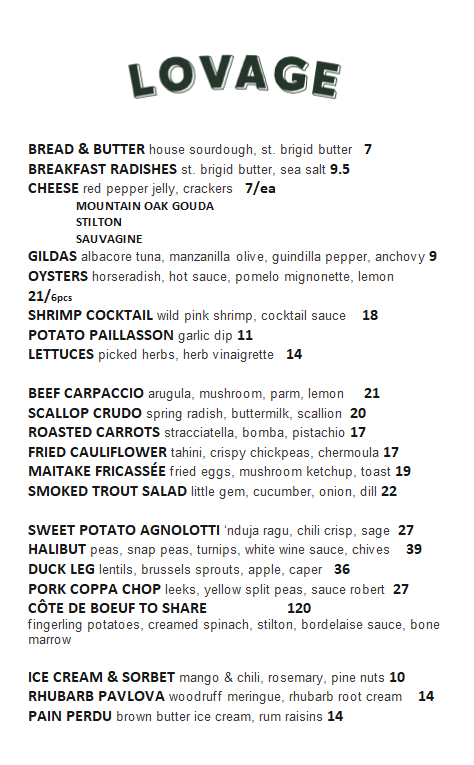 LOVAGE
BREAD & BUTTER house sourdough, st. brigid butter 7
BREAKFAST RADISHES st. brigid butter, sea salt 9.5
CHEESE red pepper jelly, crackers 7/ea
MOUNTAIN OAK GOUDA
STILTON
SAUVAGINE
GILDAS albacore tuna, manzanilla olive, guindilla pepper, anchovy 9
OYSTERS horseradish, hot sauce, pomelo mignonette, lemon
21/6pcs
SHRIMP COCKTAIL wild pink shrimp, cocktail sauce 18
POTATO PAILLASSON garlic dip 11
LETTUCES picked herbs, herb vinaigrette 14
BEEF CARPACCIO arugula, mushroom, parm, lemon 21
SCALLOP CRUDO spring radish, buttermilk, scallion 20
ROASTED CARROTS stracciatella, bomba, pistachio 17
FRIED CAULIFLOWER tahini, crispy chickpeas, chermoula 17
MAITAKE FRICASSÉE fried eggs, mushroom ketchup, toast 19
SMOKED TROUT SALAD little gem, cucumber, onion, dill 22
SWEET POTATO AGNOLOTTI 'nduja ragu, chili crisp, sage 27
HALIBUT peas, snap peas, turnips, white wine sauce, chives 39
DUCK LEG lentils, brussels sprouts, apple, caper 36
PORK COPPA CHOP leeks, yellow split peas, sauce robert 27
CÔTE DE BOEUF TO SHARE 120
fingerling potatoes, creamed spinach, stilton, bordelaise sauce, bone
marrow
ICE CREAM & SORBET mango & chili, rosemary, pine nuts 10
RHUBARB PAVLOVA woodruff meringue, rhubarb root cream 14
PAIN PERDU brown butter ice cream, rum raisins 14